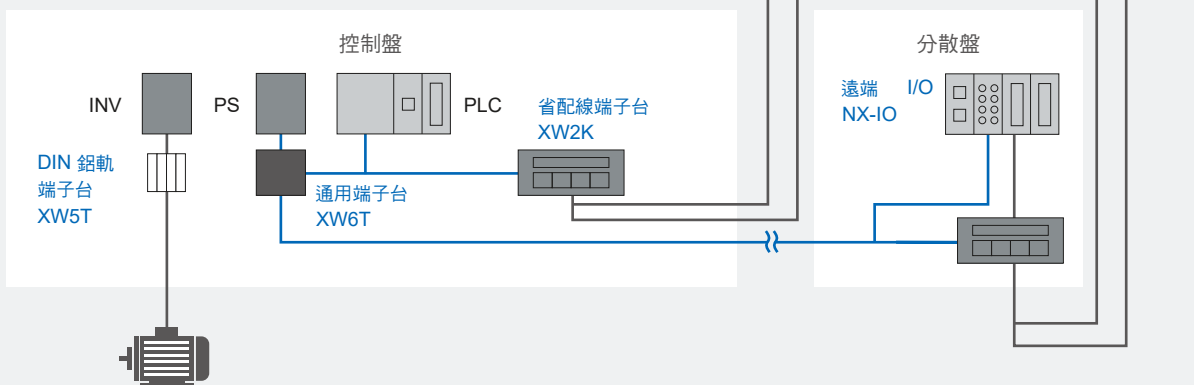 控制盤
分散盤
INV
PS
PLC
省配線端子台
XW2K
遠端 I/O
NX-IO
DIN 鋁軌
端子台
XW5T
通用端子台
XW6T